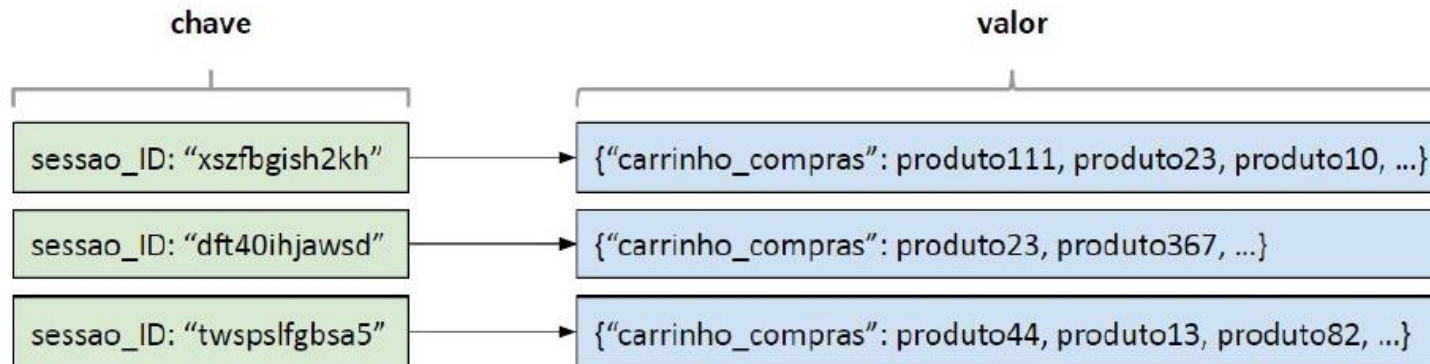 chave
valor
sessao_ID: “xszfbgish2kh”
{“carrinho_compras”: produto111, produto23, produto10, ...}
sessao_ID: “dft40ihjawsd”
{“carrinho_compras”: produto23, produto367, ...}
sessao_ID: “twspslfgbsa5”
{“carrinho_compras”: produto44, produto13, produto82, ...}